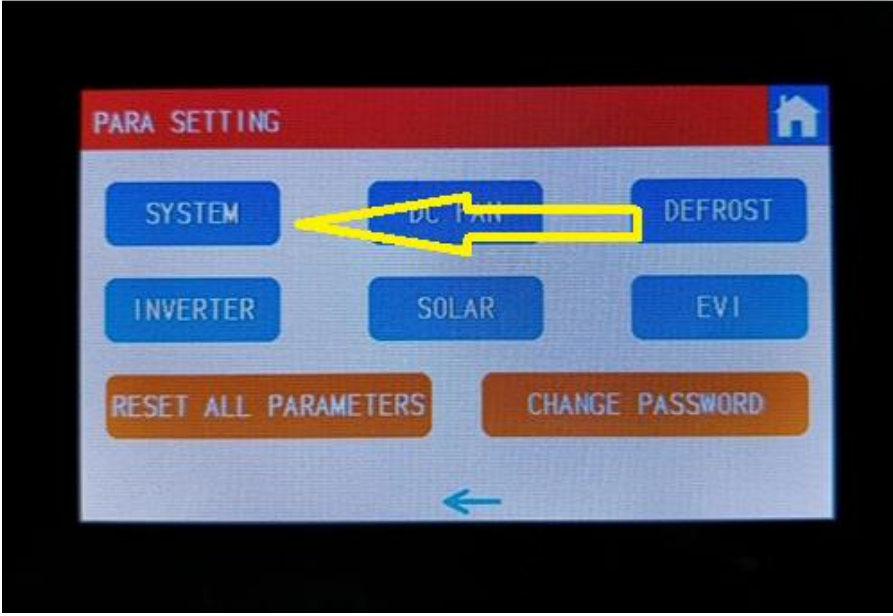 PARA SETTING
SYSTEM DC FAN DEFROST
INVERTER SOLAR EVI
RESET ALL PARAMETERS CHANGE PASSWORD